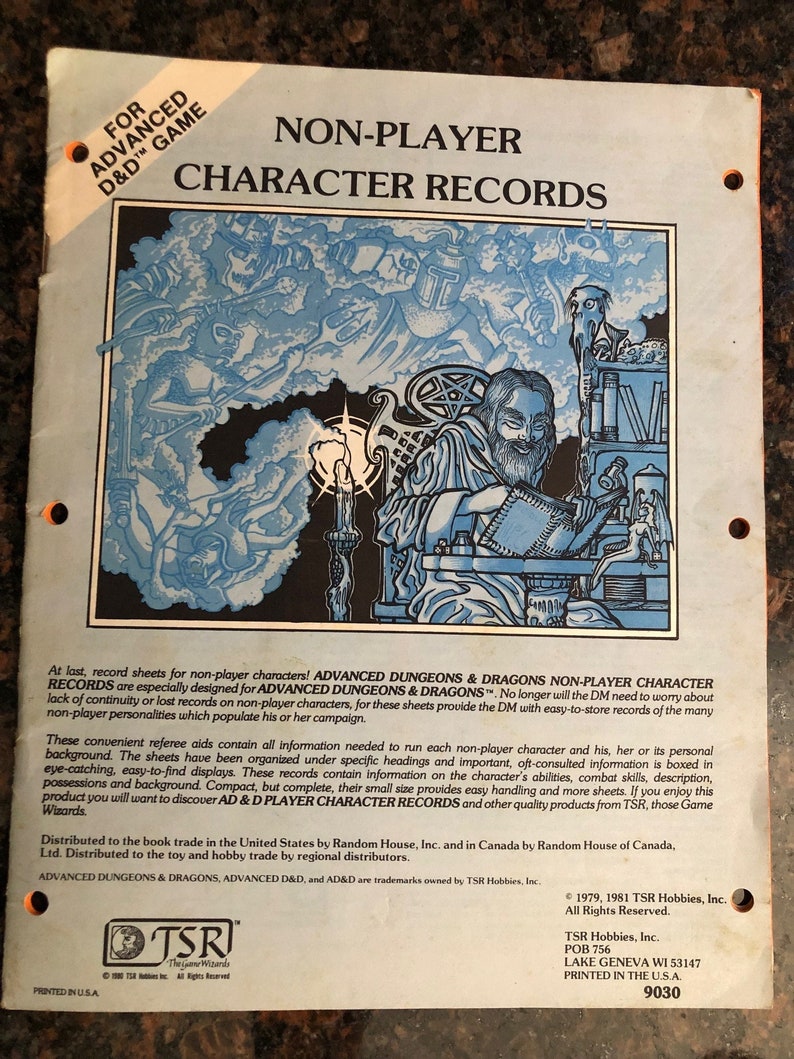 FOR
ADVANCED
D&D™ GAME
NON-PLAYER
CHARACTER RECORDS
At last, record sheets for non-player characters! ADVANCED DUNGEONS & DRAGONS NON-PLAYER CHARACTER
RECORDS are especially designed for ADVANCED DUNGEONS & DRAGONS™. No longer will the DM need to worry about
lack of continuity or lost records on non-player characters, for these sheets provide the DM with easy-to-store records of the many
non-player personalities which populate his or her campaign.
These convenient referee aids contain all information needed to run each non-player character and his, her or its personal
background. The sheets have been organized under specific headings and important, oft-consulted information is boxed in
eye-catching, easy-to-find displays. These records contain information on the character's abilities, combat skills, description,
possessions and background. Compact, but complete, their small size provides easy handling and more sheets. If you enjoy this
product you will want to discover AD & D PLAYER CHARACTER RECORDS and other quality products from TSR, those Game
Wizards.
Distributed to the book trade in the United States by Random House, Inc. and in Canada by Random House of Canada,
Ltd. Distributed to the toy and hobby trade by regional distributors.
ADVANCED DUNGEONS & DRAGONS, ADVANCED D&D, and AD&D are trademarks owned by TSR Hobbies, Inc.
© 1979, 1981 TSR Hobbies, Inc.
All Rights Reserved.
TSR Hobbies, Inc.
POB 756
LAKE GENEVA WI 53147
PRINTED IN THE U.S.A.
9030
TSR™
The Game Wizards
© 1980 TSR Hobbies Inc. All Rights Reserved
PRINTED IN U.S.A.